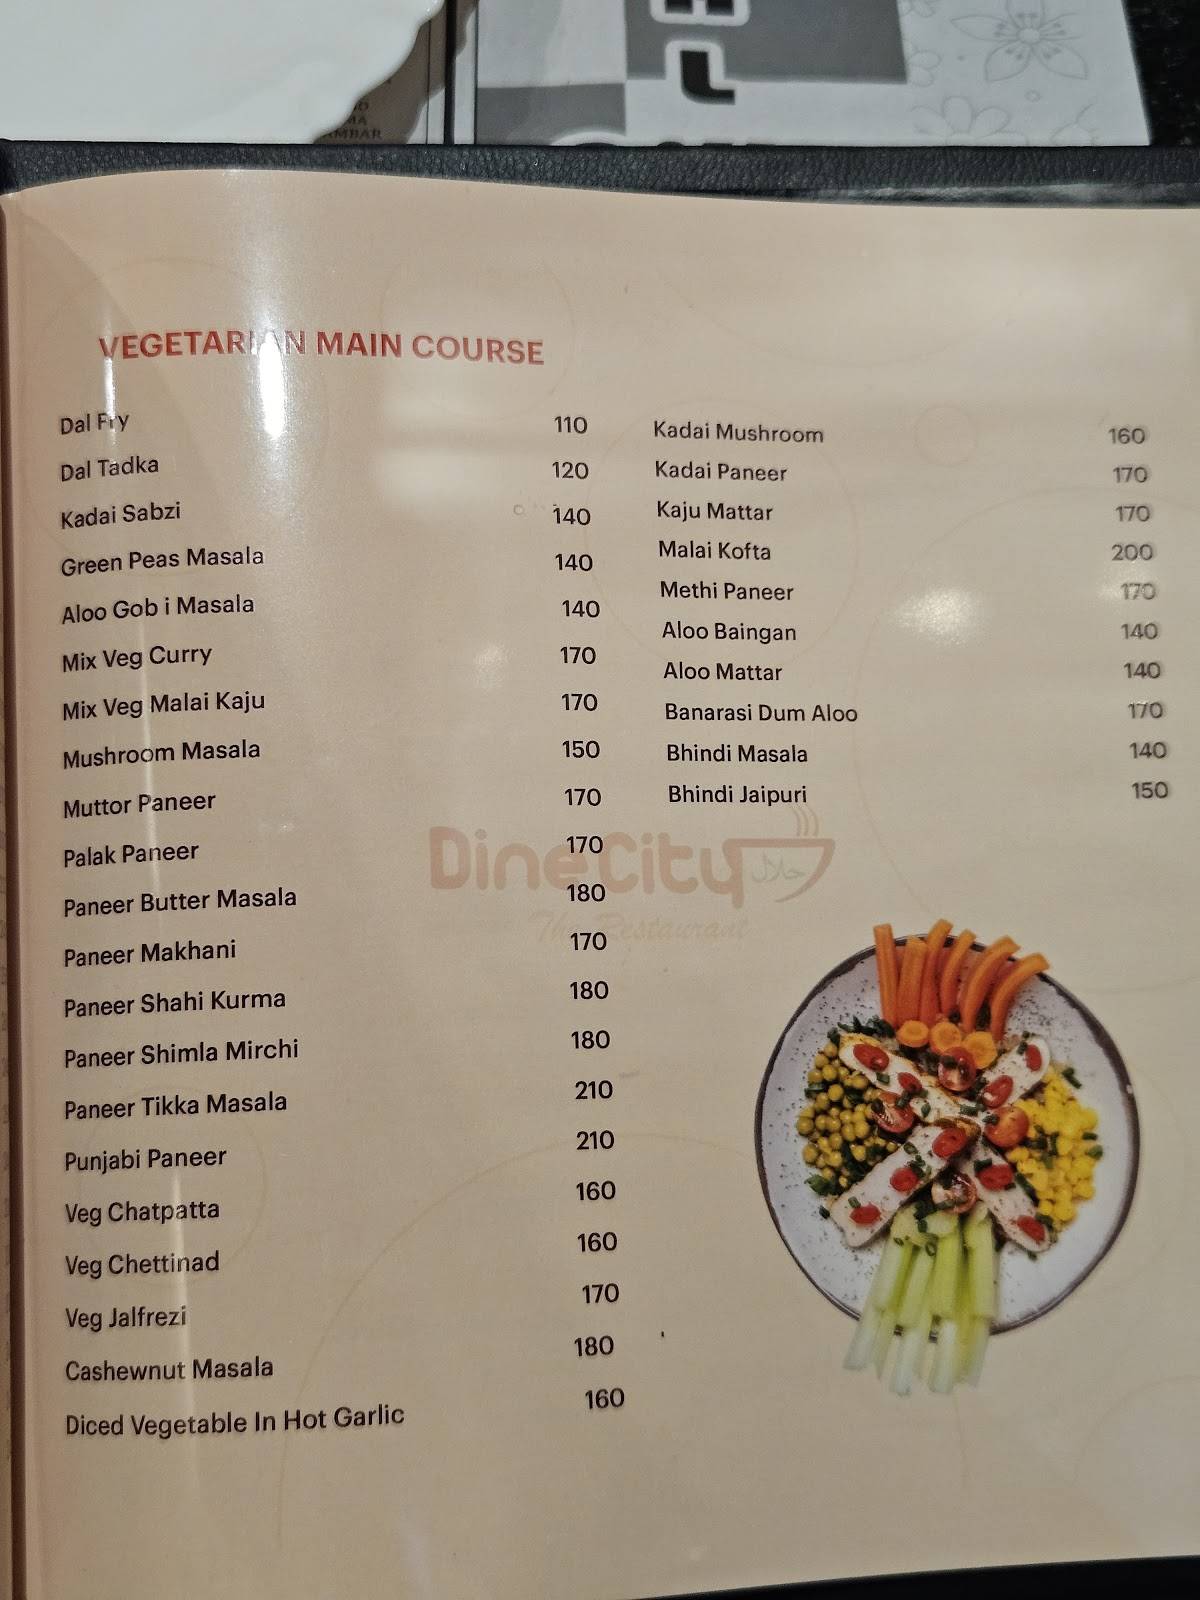 MBAR
VEGETARIAN MAIN COURSE
Dal Fry 110
Dal Tadka 120
Kadai Sabzi 140
Green Peas Masala 140
Aloo Gob i Masala 140
Mix Veg Curry 170
Mix Veg Malai Kaju 170
Mushroom Masala 150
Muttor Paneer 170
Palak Paneer 170
Paneer Butter Masala 180
Paneer Makhani 170
Paneer Shahi Kurma 180
Paneer Shimla Mirchi 180
Paneer Tikka Masala 210
Punjabi Paneer 210
Veg Chatpatta 160
Veg Chettinad 160
Veg Jalfrezi 170
Cashewnut Masala 180
Diced Vegetable In Hot Garlic 160
Kadai Mushroom 160
Kadai Paneer 170
Kaju Mattar 170
Malai Kofta 200
Methi Paneer 170
Aloo Baingan 140
Aloo Mattar 140
Banarasi Dum Aloo 170
Bhindi Masala 140
Bhindi Jaipuri 150
DineCity حلال
The Restaurant